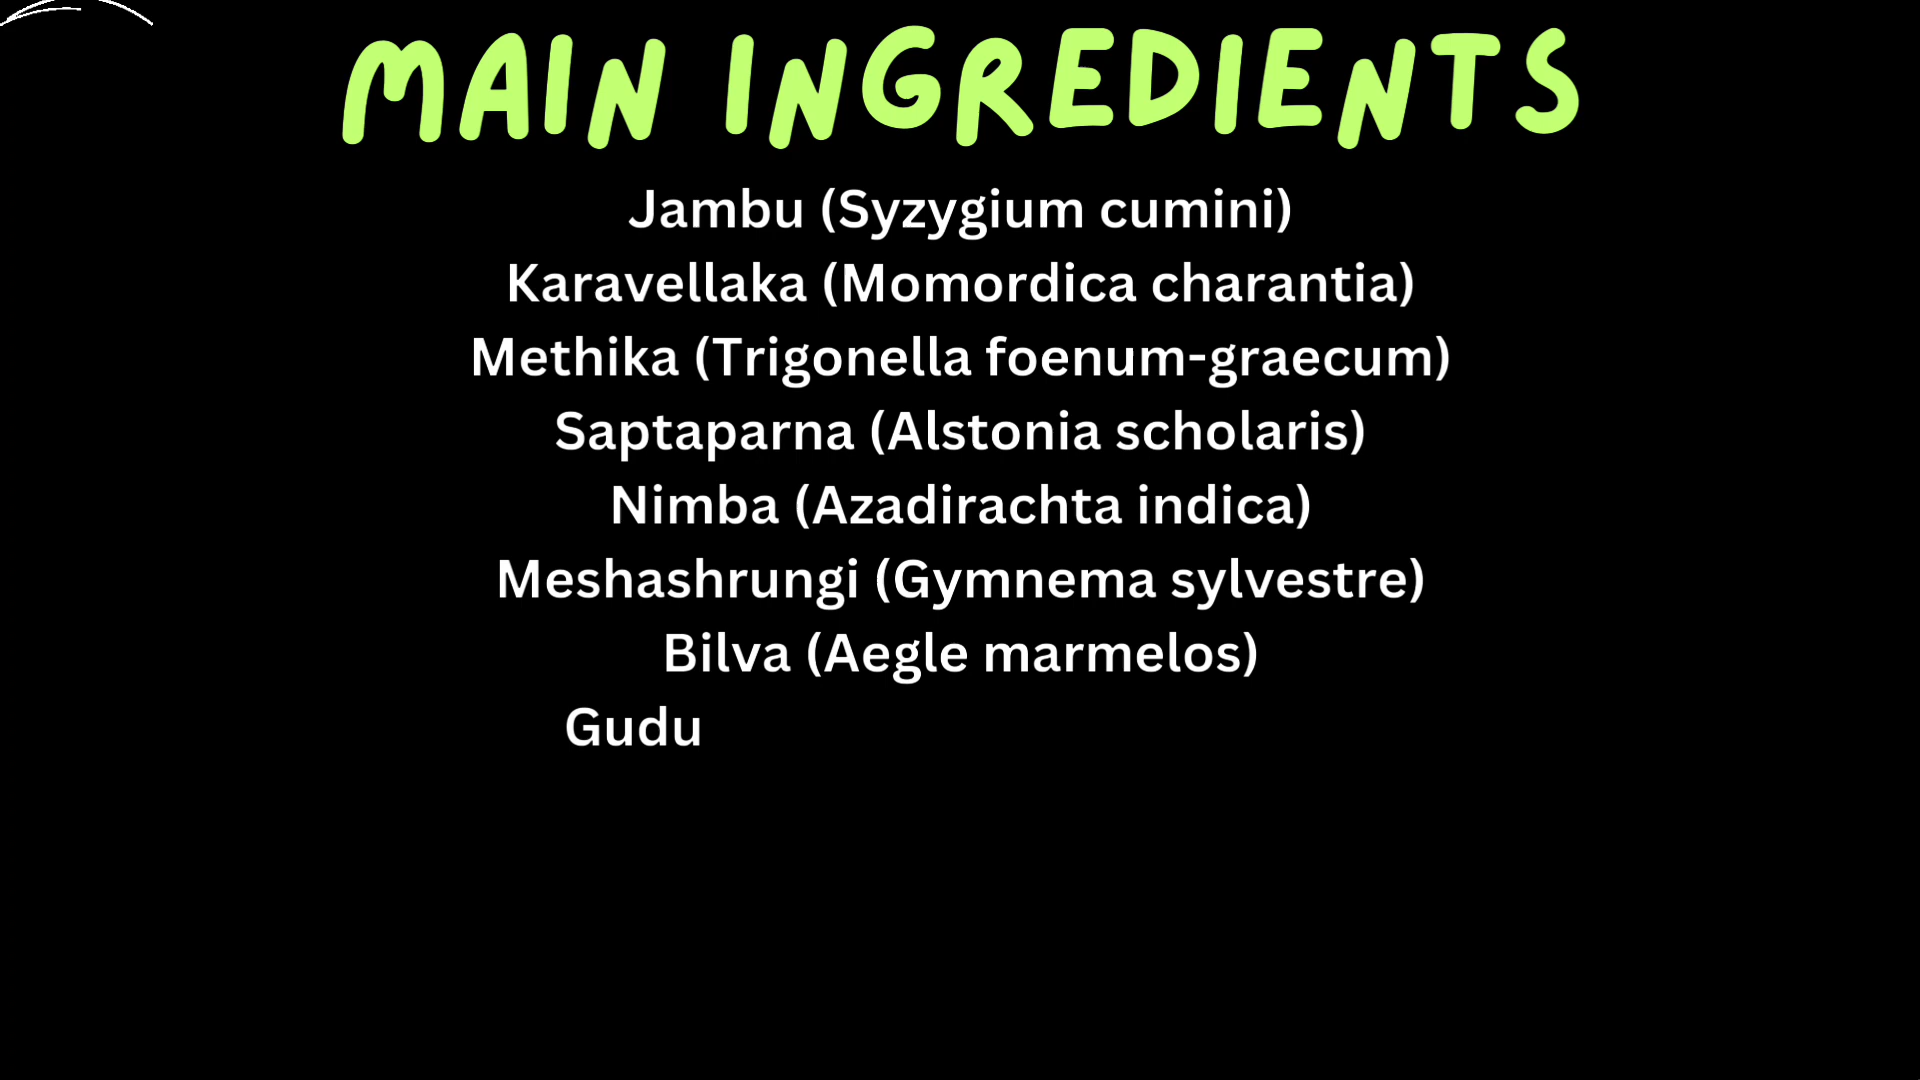 MAIN INGREDIENTS
Jambu (Syzygium cumini)
Karavellaka (Momordica charantia)
Methika (Trigonella foenum-graecum)
Saptaparna (Alstonia scholaris)
Nimba (Azadirachta indica)
Meshashrungi (Gymnema sylvestre)
Bilva (Aegle marmelos)
Gudu